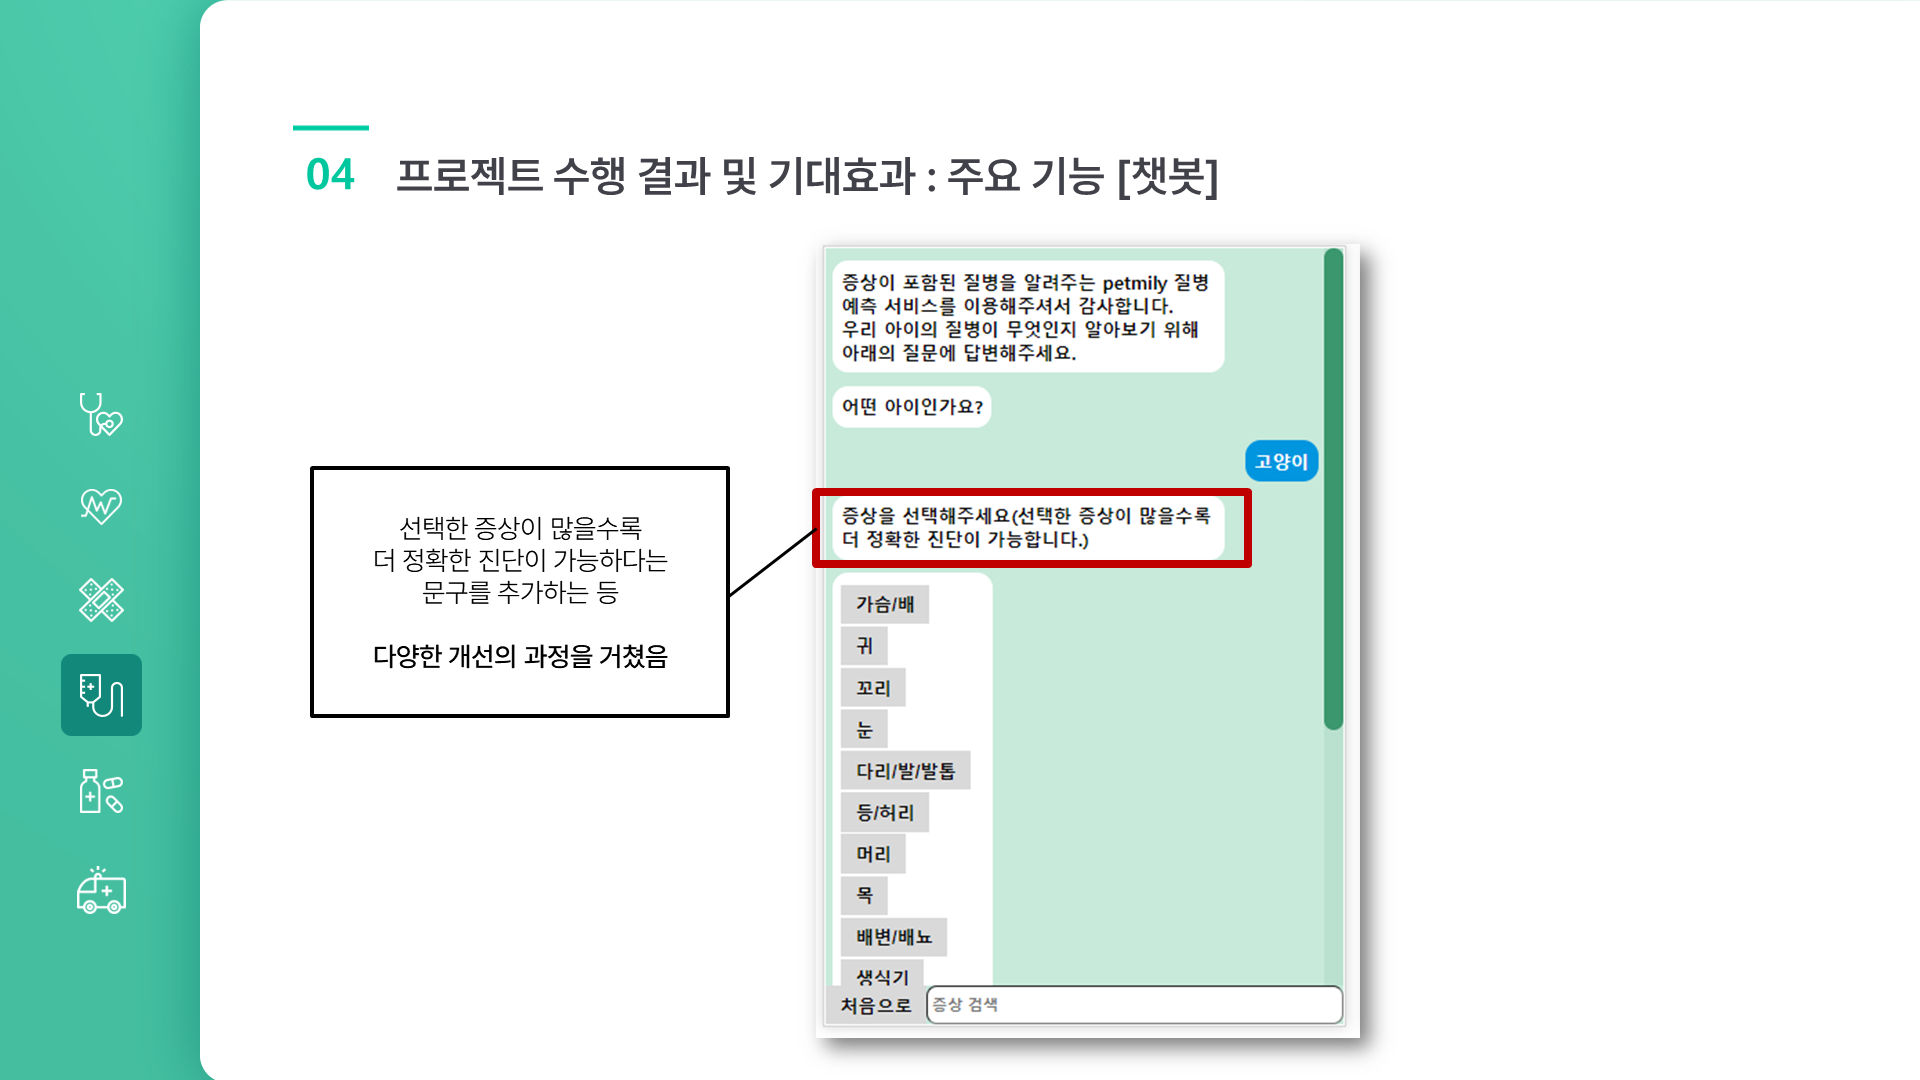 04 프로젝트 수행 결과 및 기대효과 : 주요 기능 [챗봇]
선택한 증상이 많을수록
더 정확한 진단이 가능하다는
문구를 추가하는 등
다양한 개선의 과정을 거쳤음
증상이 포함된 질병을 알려주는 petmily 질병
예측 서비스를 이용해주셔서 감사합니다.
우리 아이의 질병이 무엇인지 알아보기 위해
아래의 질문에 답변해주세요.
어떤 아이인가요?
고양이
증상을 선택해주세요(선택한 증상이 많을수록
더 정확한 진단이 가능합니다.)
가슴/배
귀
꼬리
눈
다리/발/발톱
등/허리
머리
목
배변/배뇨
생식기
처음으로
증상 검색